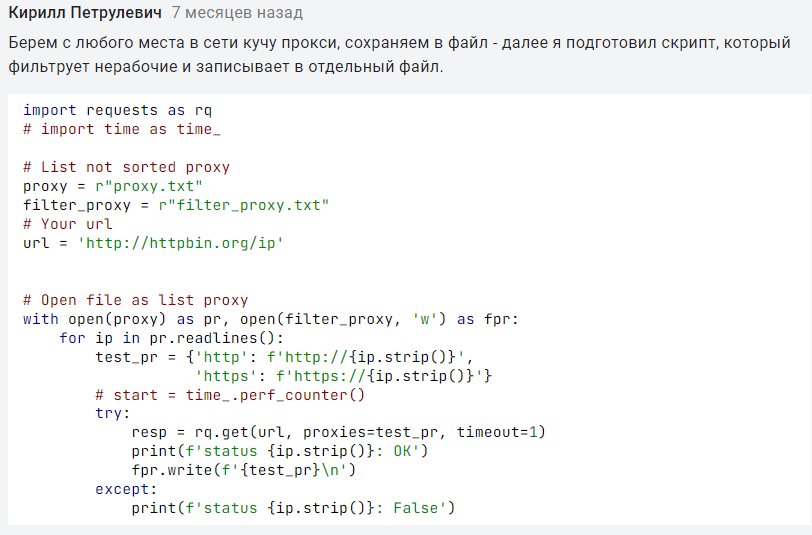 Кирилл Петрулевич 7 месяцев назад
Берем с любого места в сети кучу прокси, сохраняем в файл - далее я подготовил скрипт, который
фильтрует нерабочие и записывает в отдельный файл.
import requests as rq
# import time as time_
# List not sorted proxy
proxy = r"proxy.txt"
filter_proxy = r"filter_proxy.txt"
# Your url
url = 'http://httpbin.org/ip'
# Open file as list proxy
with open(proxy) as pr, open(filter_proxy, 'w') as fpr:
    for ip in pr.readlines():
        test_pr = {'http': f'http://{ip.strip()}',
                   'https': f'https://{ip.strip()}'}
        # start = time_.perf_counter()
        try:
            resp = rq.get(url, proxies=test_pr, timeout=1)
            print(f'status {ip.strip()}: OK')
            fpr.write(f'{test_pr}\n')
        except:
            print(f'status {ip.strip()}: False')